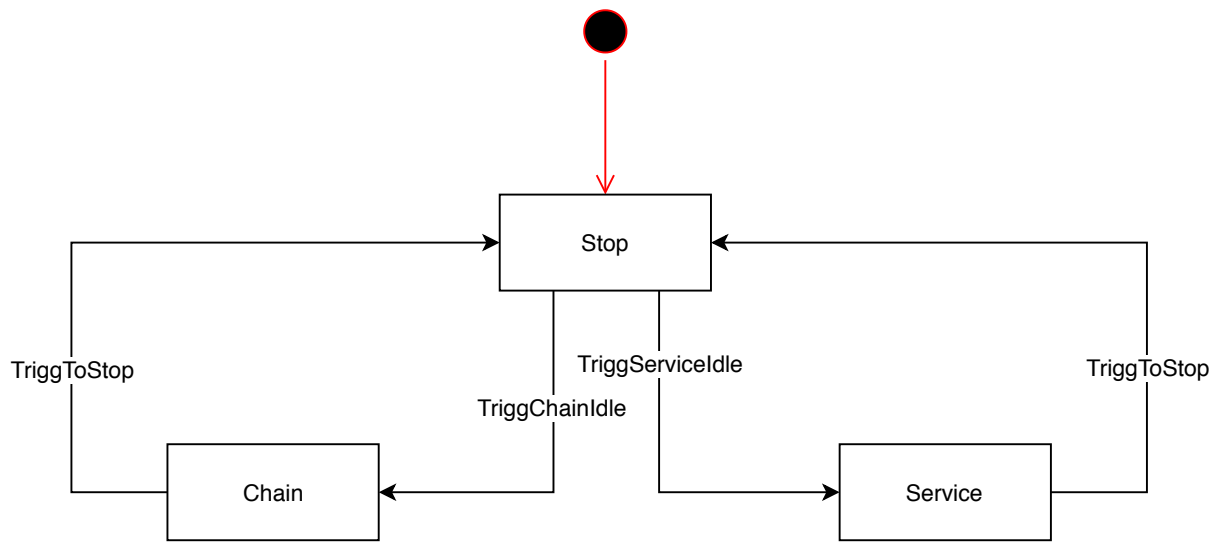 Stop
TriggServiceIdle
TriggToStop
TriggToStop
TriggChainIdle
Chain
Service